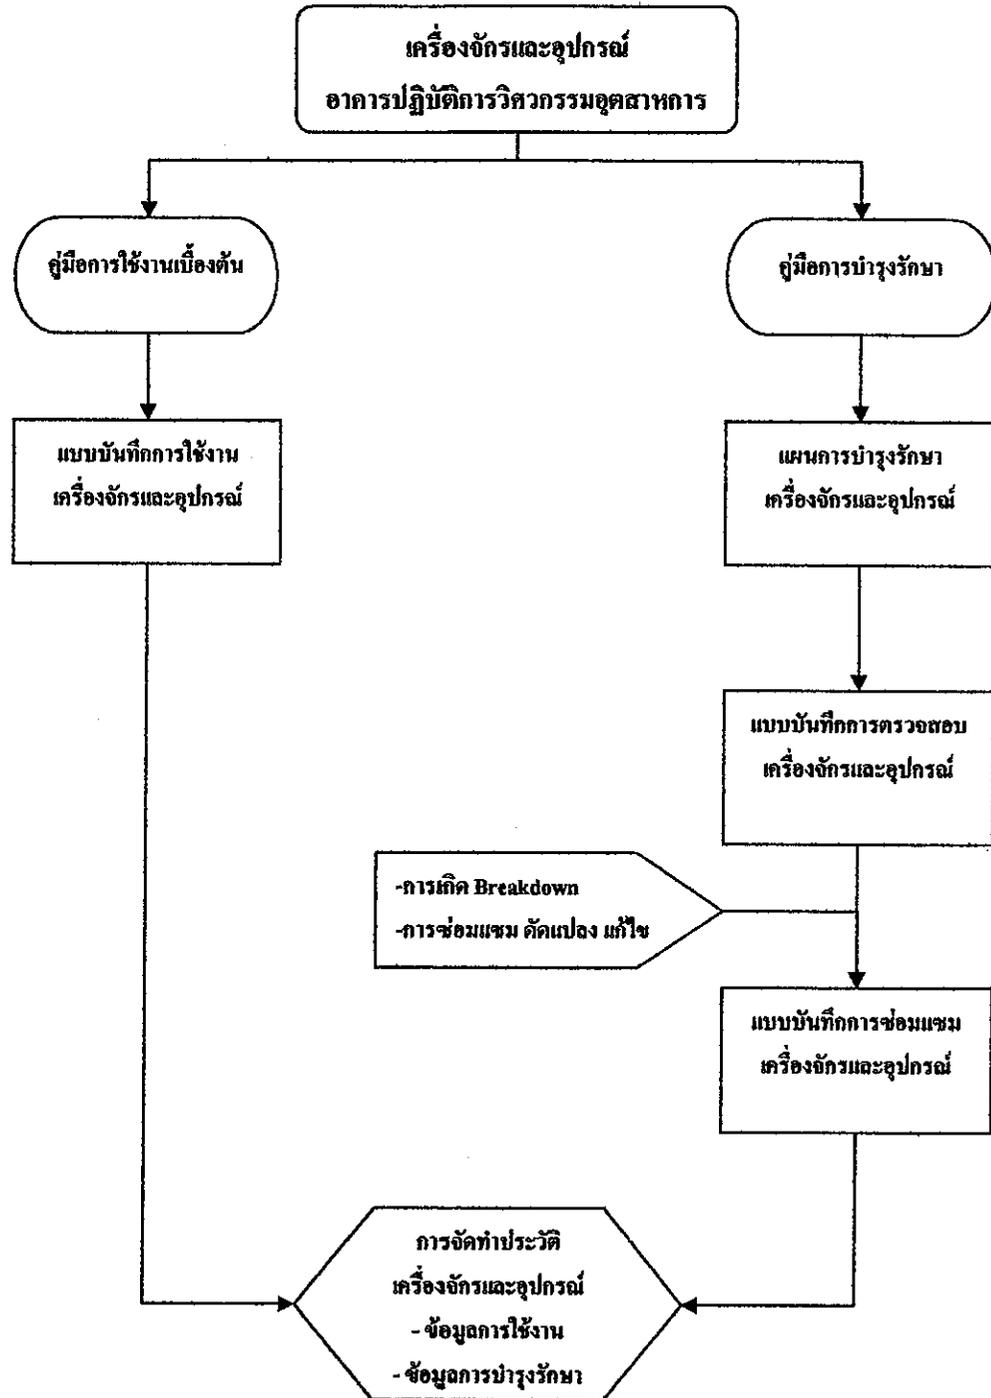 เครื่องจักรและอุปกรณ์
อาคารปฏิบัติการวิศวกรรมอุตสาหการ
คู่มือการใช้งานเบื้องต้น
คู่มือการบำรุงรักษา
แบบบันทึกการใช้งาน
เครื่องจักรและอุปกรณ์
แผนการบำรุงรักษา
เครื่องจักรและอุปกรณ์
แบบบันทึกการตรวจสอบ
เครื่องจักรและอุปกรณ์
-การเกิด Breakdown
-การซ่อมแซม ดัดแปลง แก้ไข
แบบบันทึกการซ่อมแซม
เครื่องจักรและอุปกรณ์
การจัดทำประวัติ
เครื่องจักรและอุปกรณ์
- ข้อมูลการใช้งาน
- ข้อมูลการบำรุงรักษา